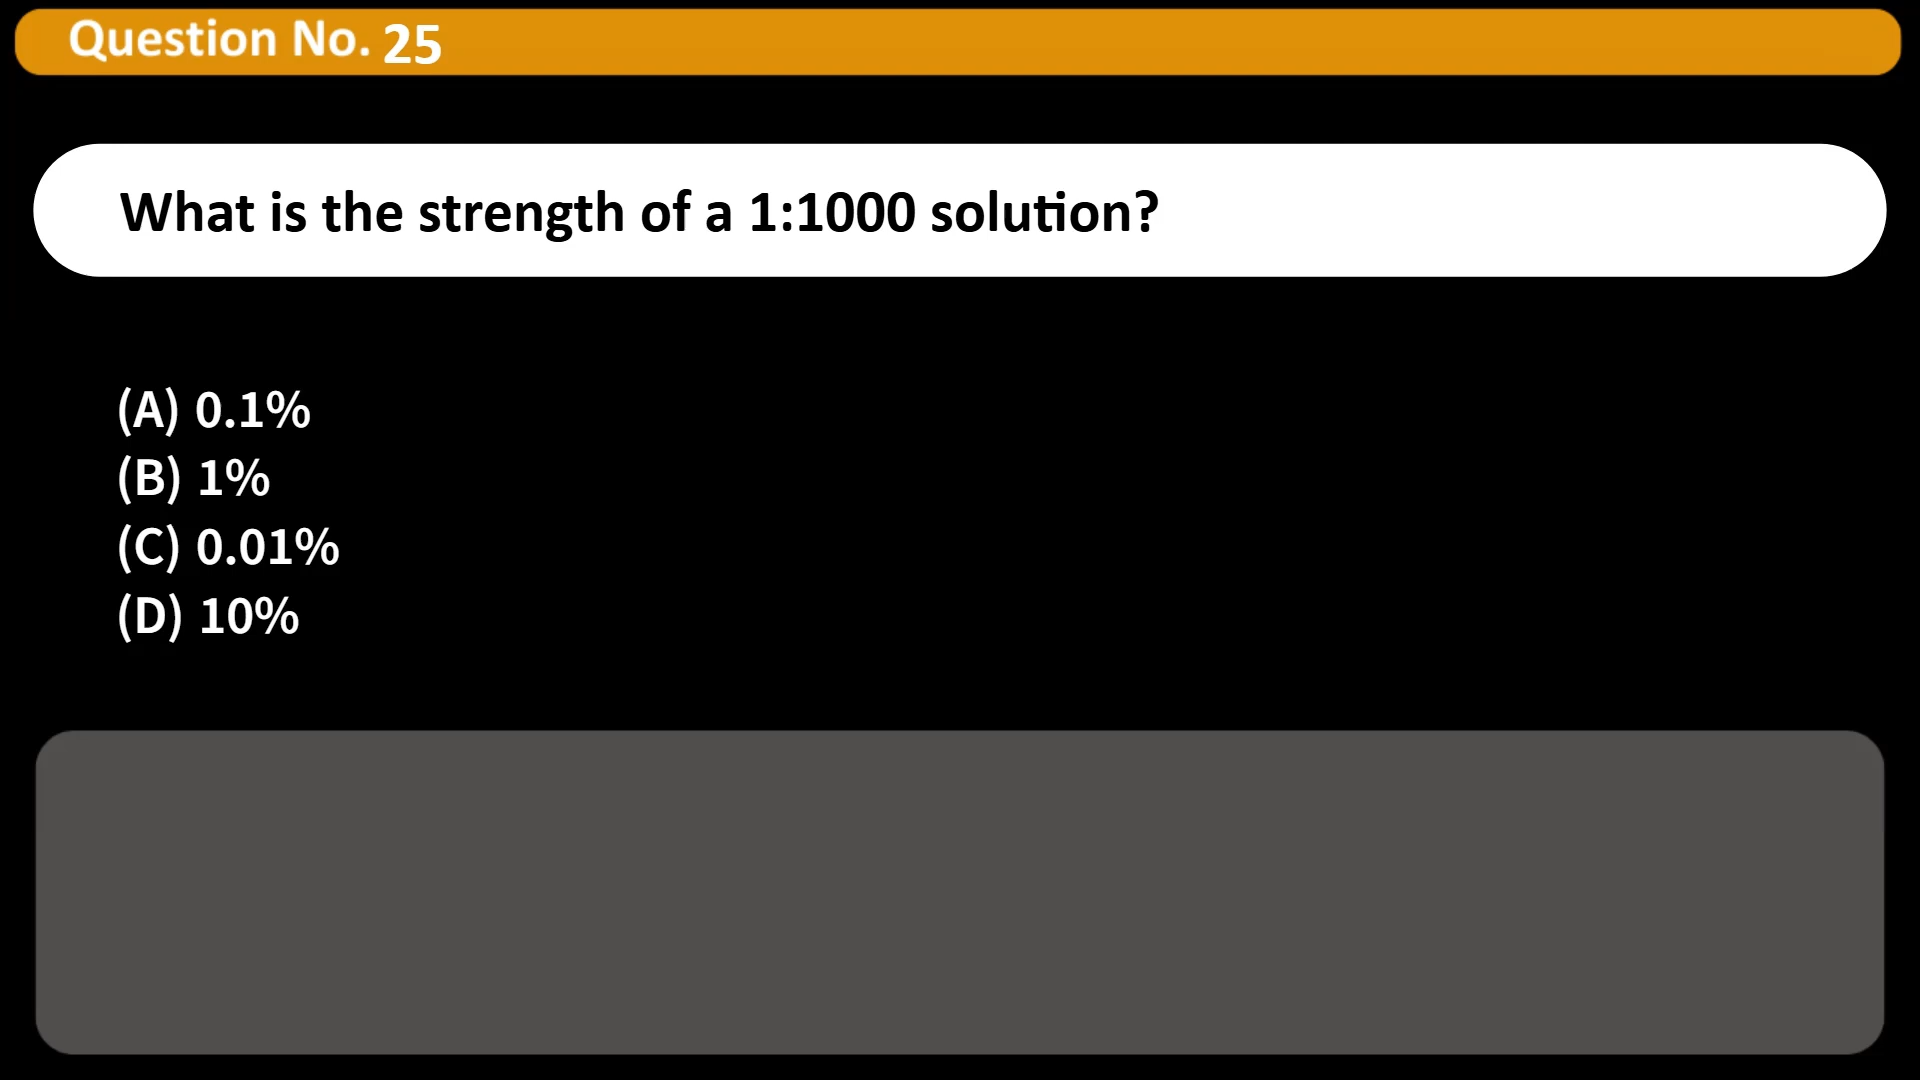 Question No. 25
What is the strength of a 1:1000 solution?
(A) 0.1%
(B) 1%
(C) 0.01%
(D) 10%